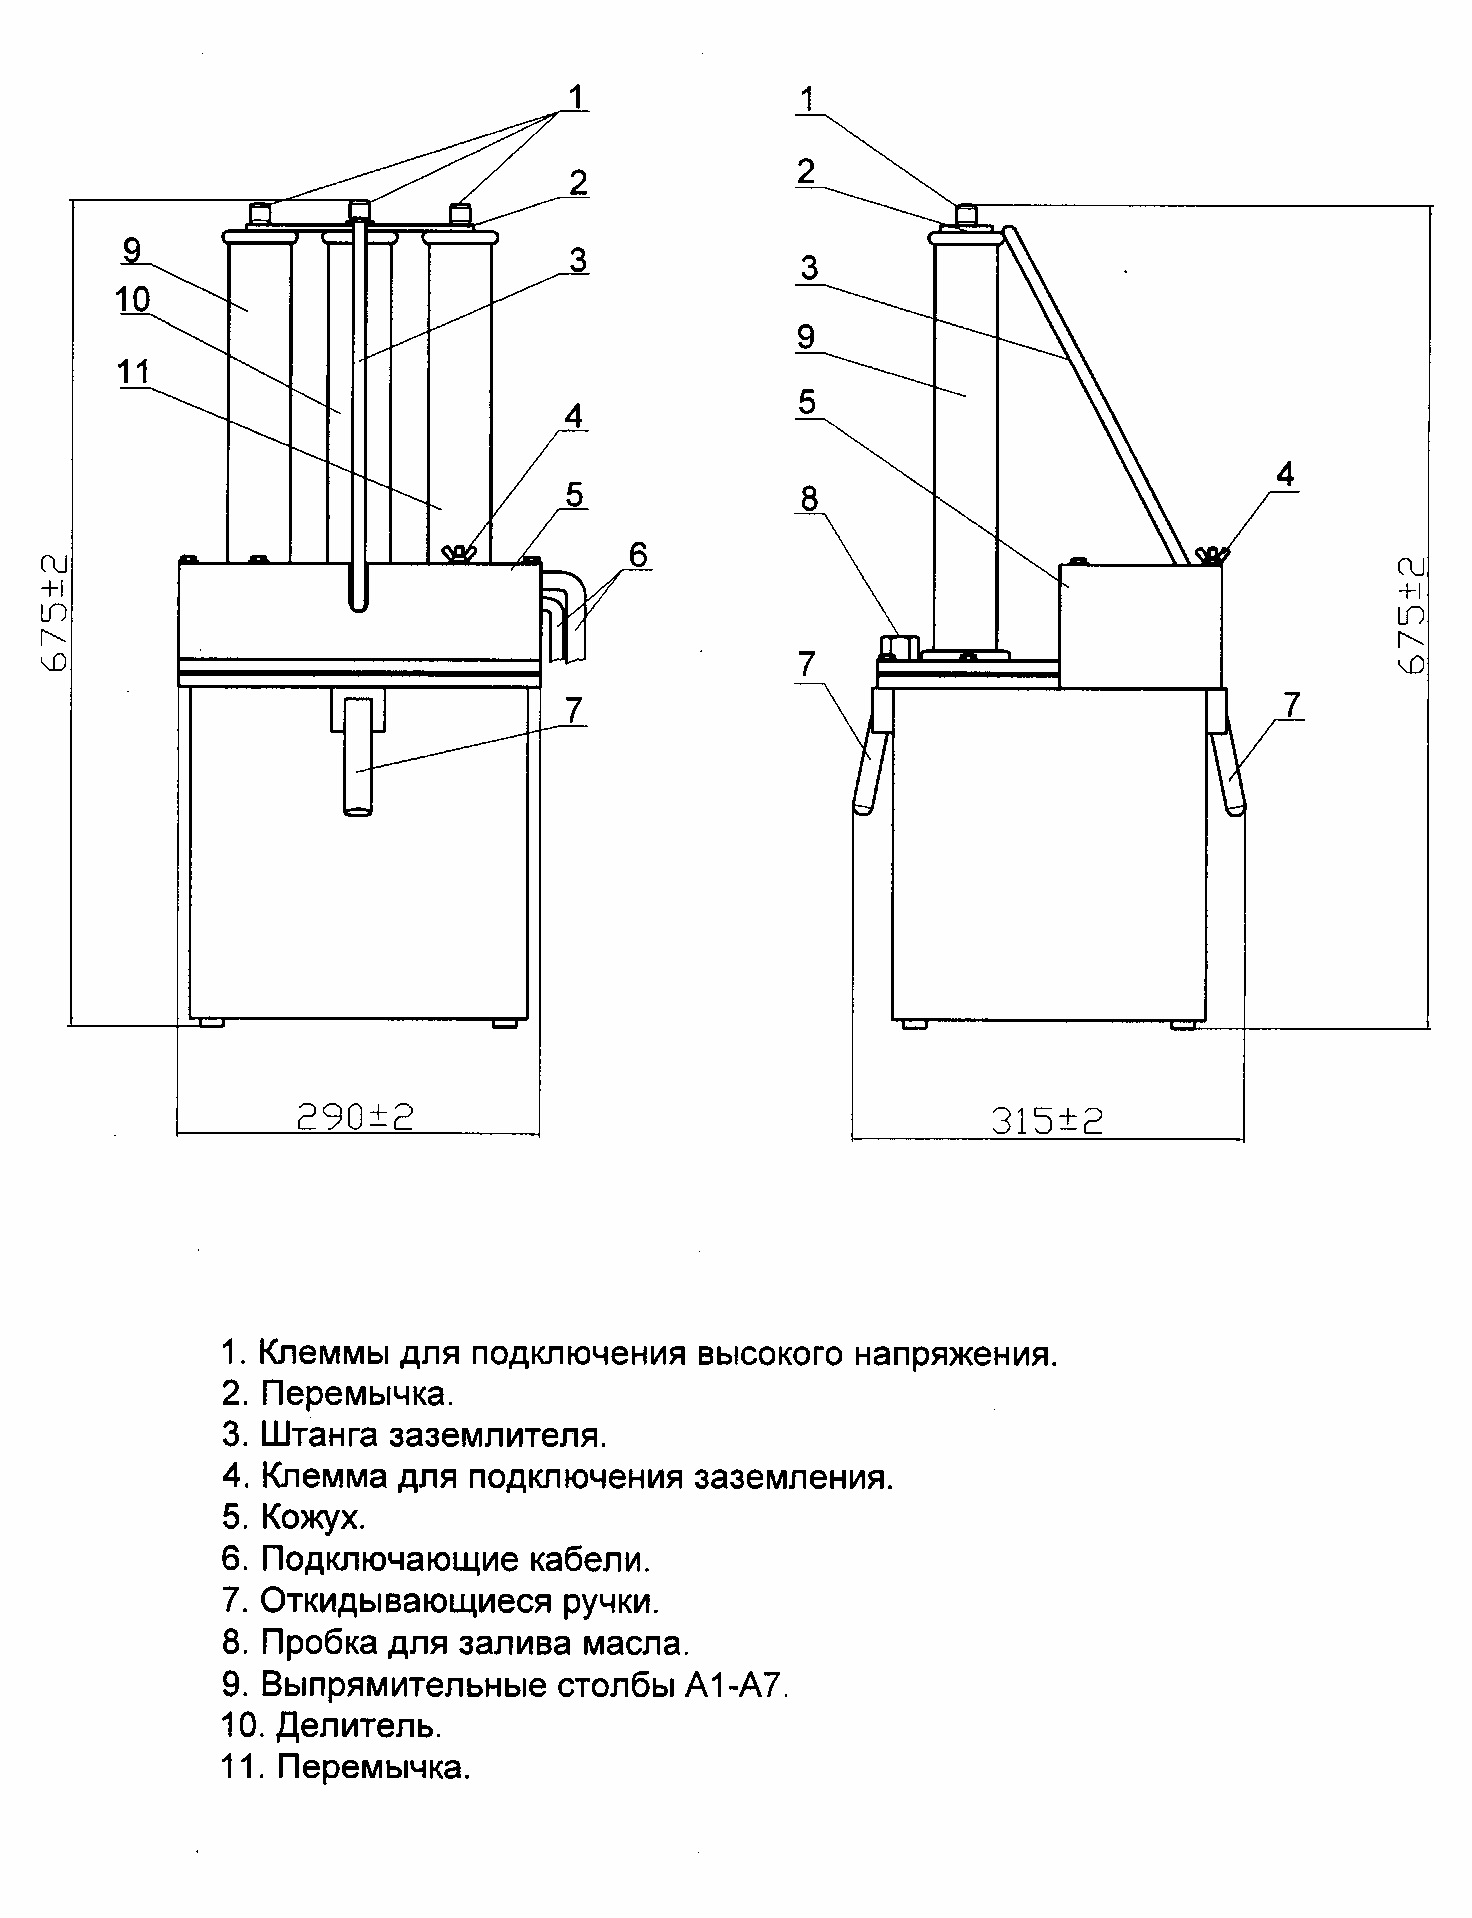 1
1
2
2
9
3
3
10
9
11
4
5
4
5
8
6
675±2
675±2
7
7
7
290±2
315±2
1. Клеммы для подключения высокого напряжения.
2. Перемычка.
3. Штанга заземлителя.
4. Клемма для подключения заземления.
5. Кожух.
6. Подключающие кабели.
7. Откидывающиеся ручки.
8. Пробка для залива масла.
9. Выпрямительные столбы А1-А7.
10. Делитель.
11. Перемычка.